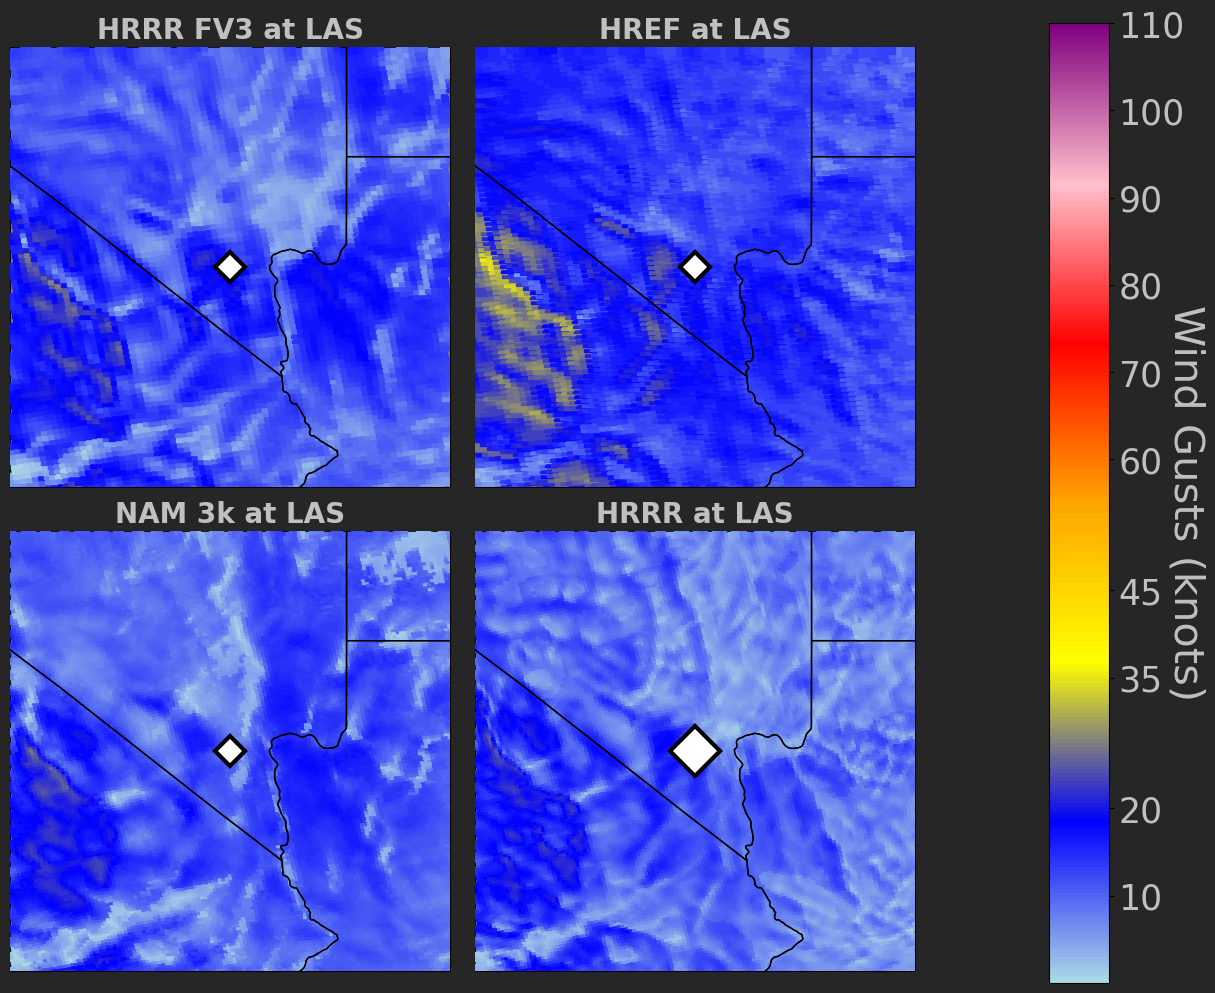 HRRR FV3 at LAS
HREF at LAS
NAM 3k at LAS
HRRR at LAS
110
100
90
80
70
60
45
35
20
10
Wind Gusts (knots)